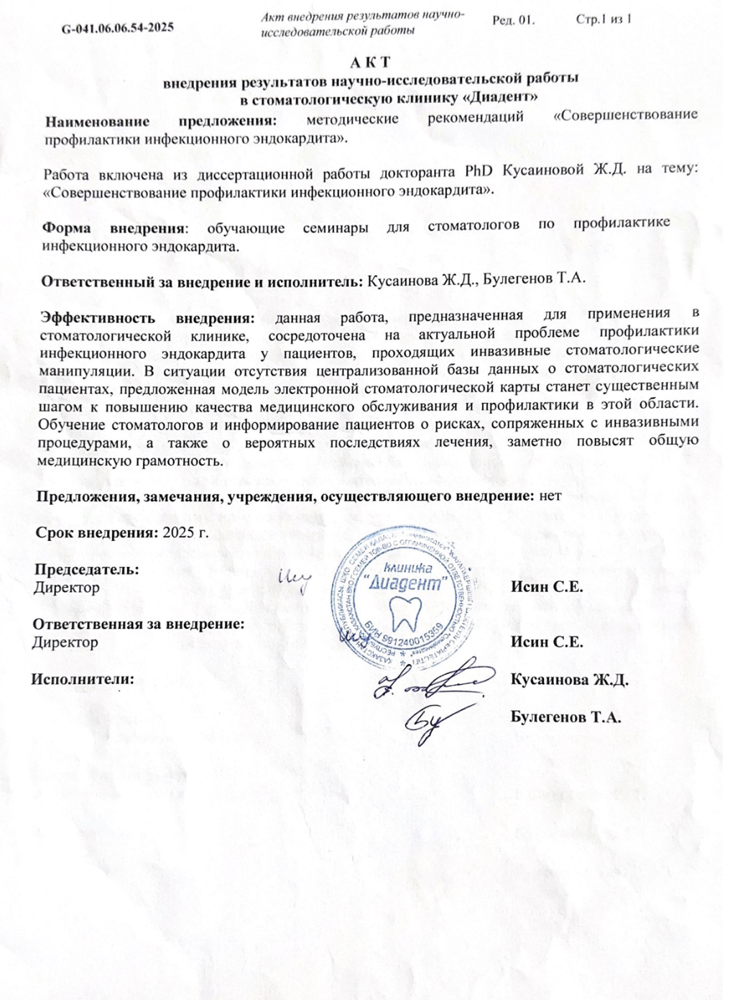 G-041.06.06.54-2025
Акт внедрения результатов научно-
исследовательской работы
Ред. 01.
Стр.1 из 1
А К Т
внедрения результатов научно-исследовательской работы
в стоматологическую клинику «Диадент»
Наименование предложения: методические рекомендаций «Совершенствование
профилактики инфекционного эндокардита».
Работа включена из диссертационной работы докторанта PhD Кусаиновой Ж.Д. на тему:
«Совершенствование профилактики инфекционного эндокардита».
Форма внедрения: обучающие семинары для стоматологов по профилактике
инфекционного эндокардита.
Ответственный за внедрение и исполнитель: Кусаинова Ж.Д., Булегенов Т.А.
Эффективность внедрения: данная работа, предназначенная для применения в
стоматологической клинике, сосредоточена на актуальной проблеме профилактики
инфекционного эндокардита у пациентов, проходящих инвазивные стоматологические
манипуляции. В ситуации отсутствия централизованной базы данных о стоматологических
пациентах, предложенная модель электронной стоматологической карты станет существенным
шагом к повышению качества медицинского обслуживания и профилактики в этой области.
Обучение стоматологов и информирование пациентов о рисках, сопряженных с инвазивными
процедурами, а также о вероятных последствиях лечения, заметно повысят общую
медицинскую грамотность.
Предложения, замечания, учреждения, осуществляющего внедрение: нет
Срок внедрения: 2025 г.
Председатель:
Директор
Исин С.Е.
клиника
"Диадент"
БИН 991240015359
Ответственная за внедрение:
Директор
Исин С.Е.
Исполнители:
Кусаинова Ж.Д.
Булегенов Т.А.